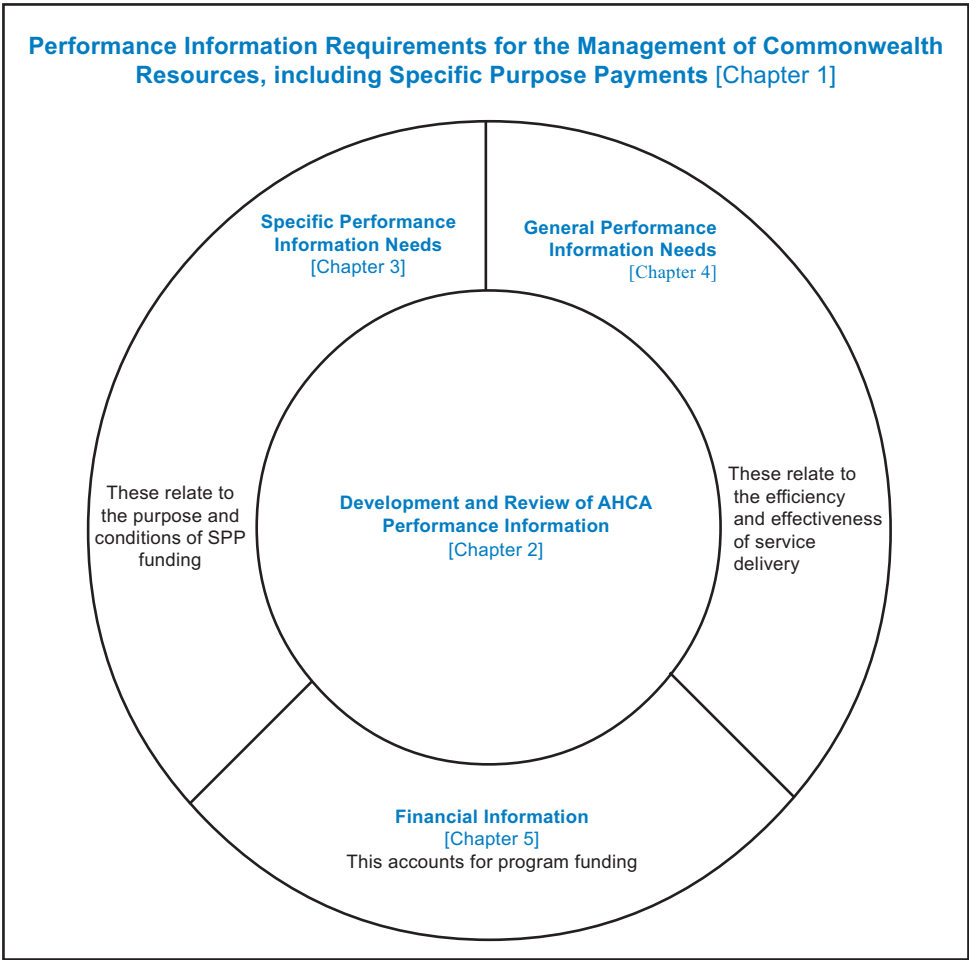 Performance Information Requirements for the Management of Commonwealth
Resources, including Specific Purpose Payments [Chapter 1]
Specific Performance
Information Needs
[Chapter 3]
General Performance
Information Needs
[Chapter 4]
These relate to
the purpose and
conditions of SPP
funding
Development and Review of AHCA
Performance Information
[Chapter 2]
These relate to
the efficiency
and effectiveness
of service
delivery
Financial Information
[Chapter 5]
This accounts for program funding